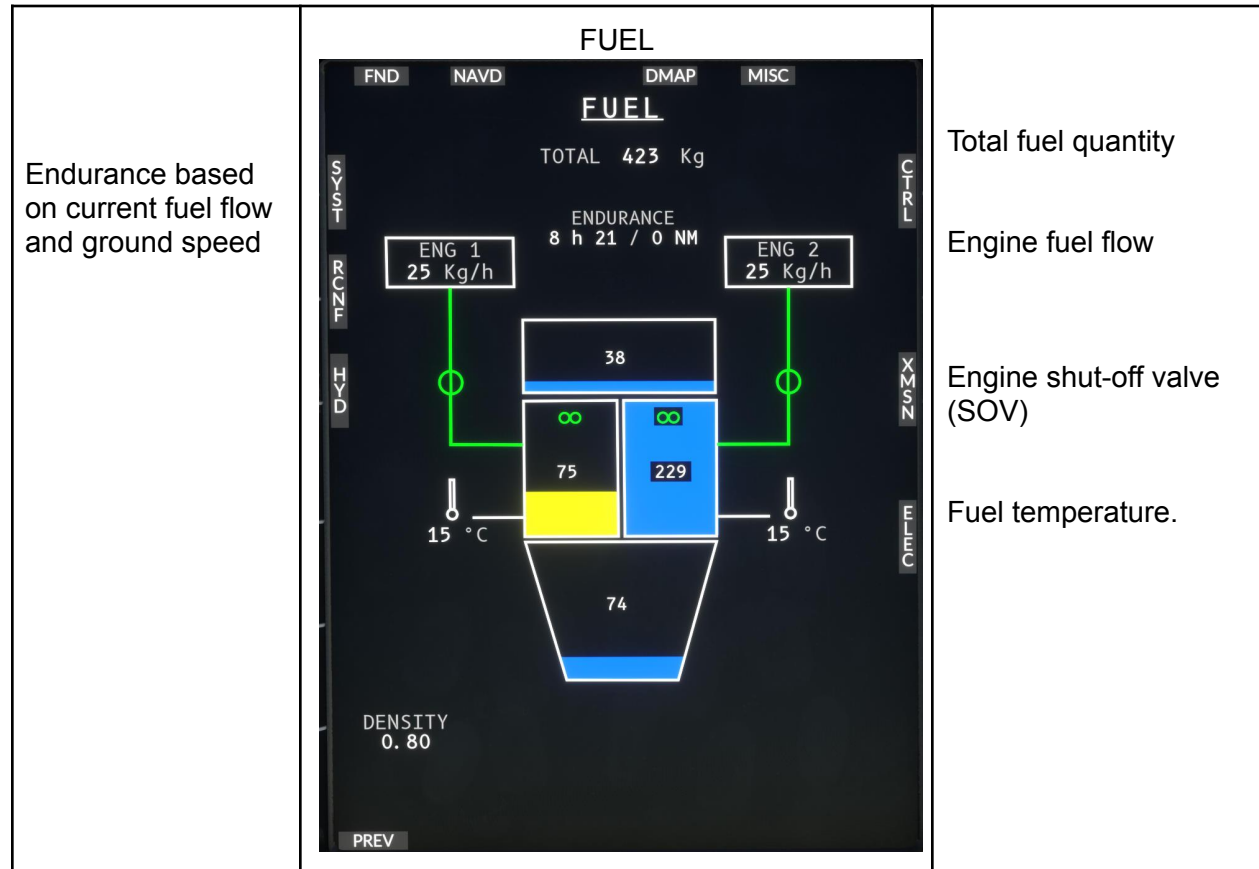 Endurance based
on current fuel flow
and ground speed
FUEL
FND NAVD DMAP MISC
FUEL
TOTAL 423 Kg
SYST
CTRL
ENDURANCE
8 h 21 / 0 NM
ENG 1
25 Kg/h
ENG 2
25 Kg/h
RCNF
38
HYD
XMSN
75
229
15 °C
15 °C
ELEC
74
DENSITY
0.80
PREV
Total fuel quantity
Engine fuel flow
Engine shut-off valve
(SOV)
Fuel temperature.